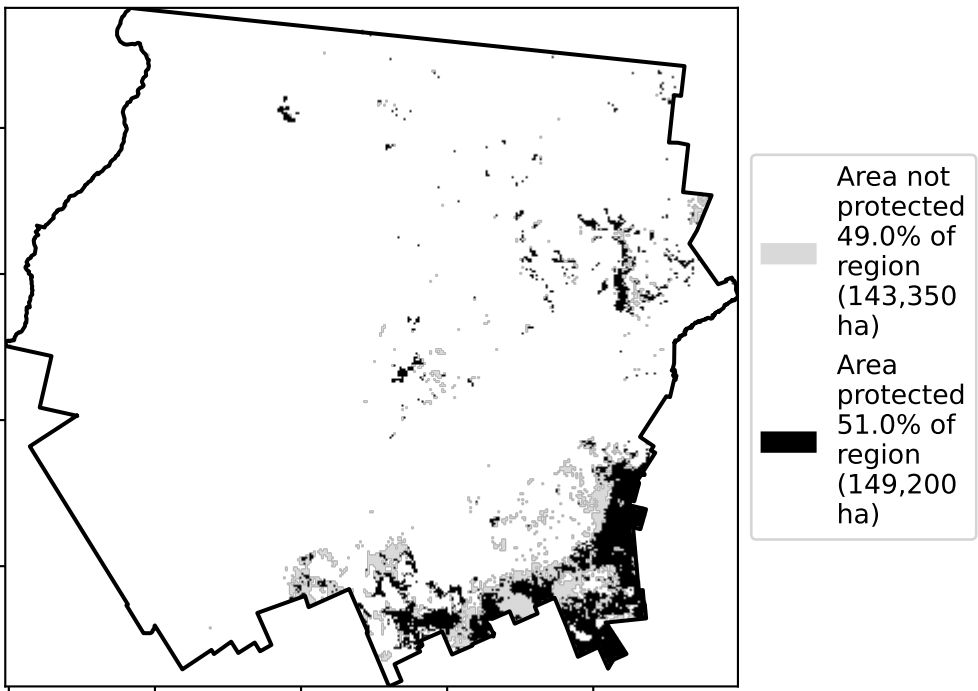 Area not
protected
49.0% of
region
(143,350
ha)
Area
protected
51.0% of
region
(149,200
ha)